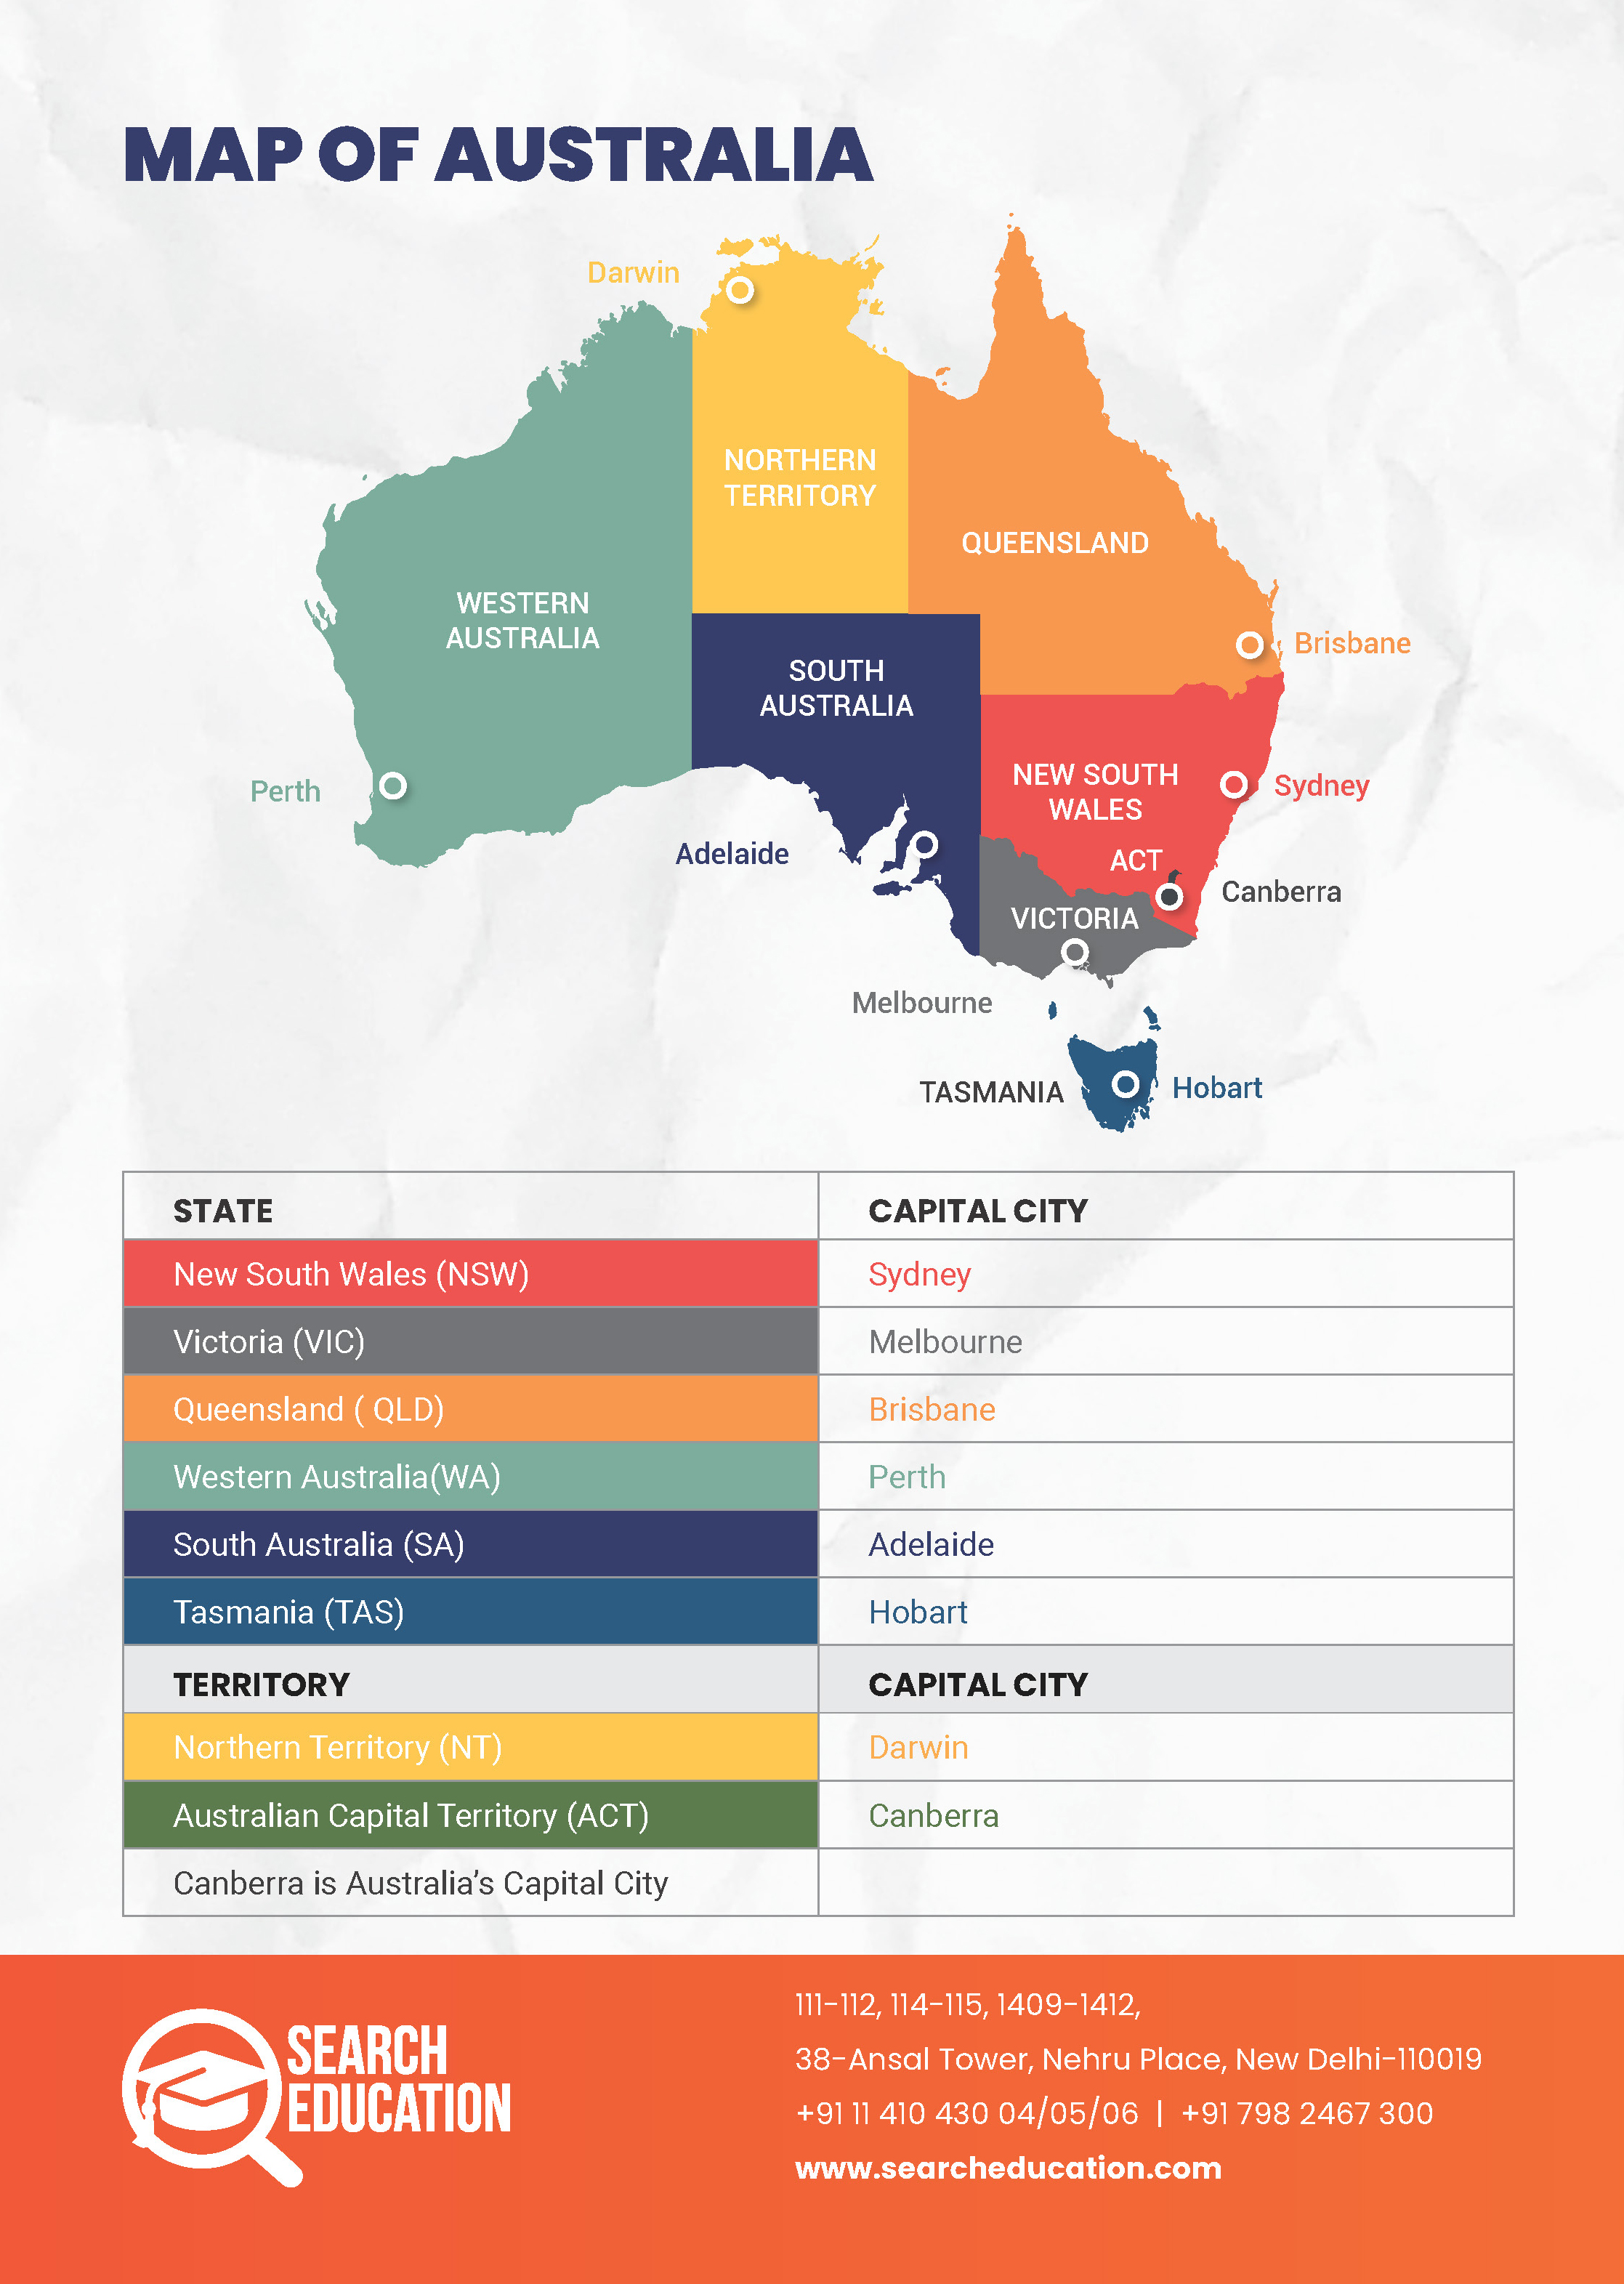 MAP OF AUSTRALIA
Darwin
NORTHERN
TERRITORY
QUEENSLAND
WESTERN
AUSTRALIA
Brisbane
SOUTH
AUSTRALIA
NEW SOUTH
WALES
Perth
Sydney
Adelaide
ACT
Canberra
VICTORIA
Melbourne
TASMANIA
Hobart
STATE CAPITAL CITY
New South Wales (NSW) Sydney
Victoria (VIC) Melbourne
Queensland ( QLD) Brisbane
Western Australia(WA) Perth
South Australia (SA) Adelaide
Tasmania (TAS) Hobart
TERRITORY CAPITAL CITY
Northern Territory (NT) Darwin
Australian Capital Territory (ACT) Canberra
Canberra is Australia’s Capital City
SEARCH
EDUCATION
111-112, 114-115, 1409-1412,
38-Ansal Tower, Nehru Place, New Delhi-110019
+91 11 410 430 04/05/06 | +91 798 2467 300
www.searcheducation.com